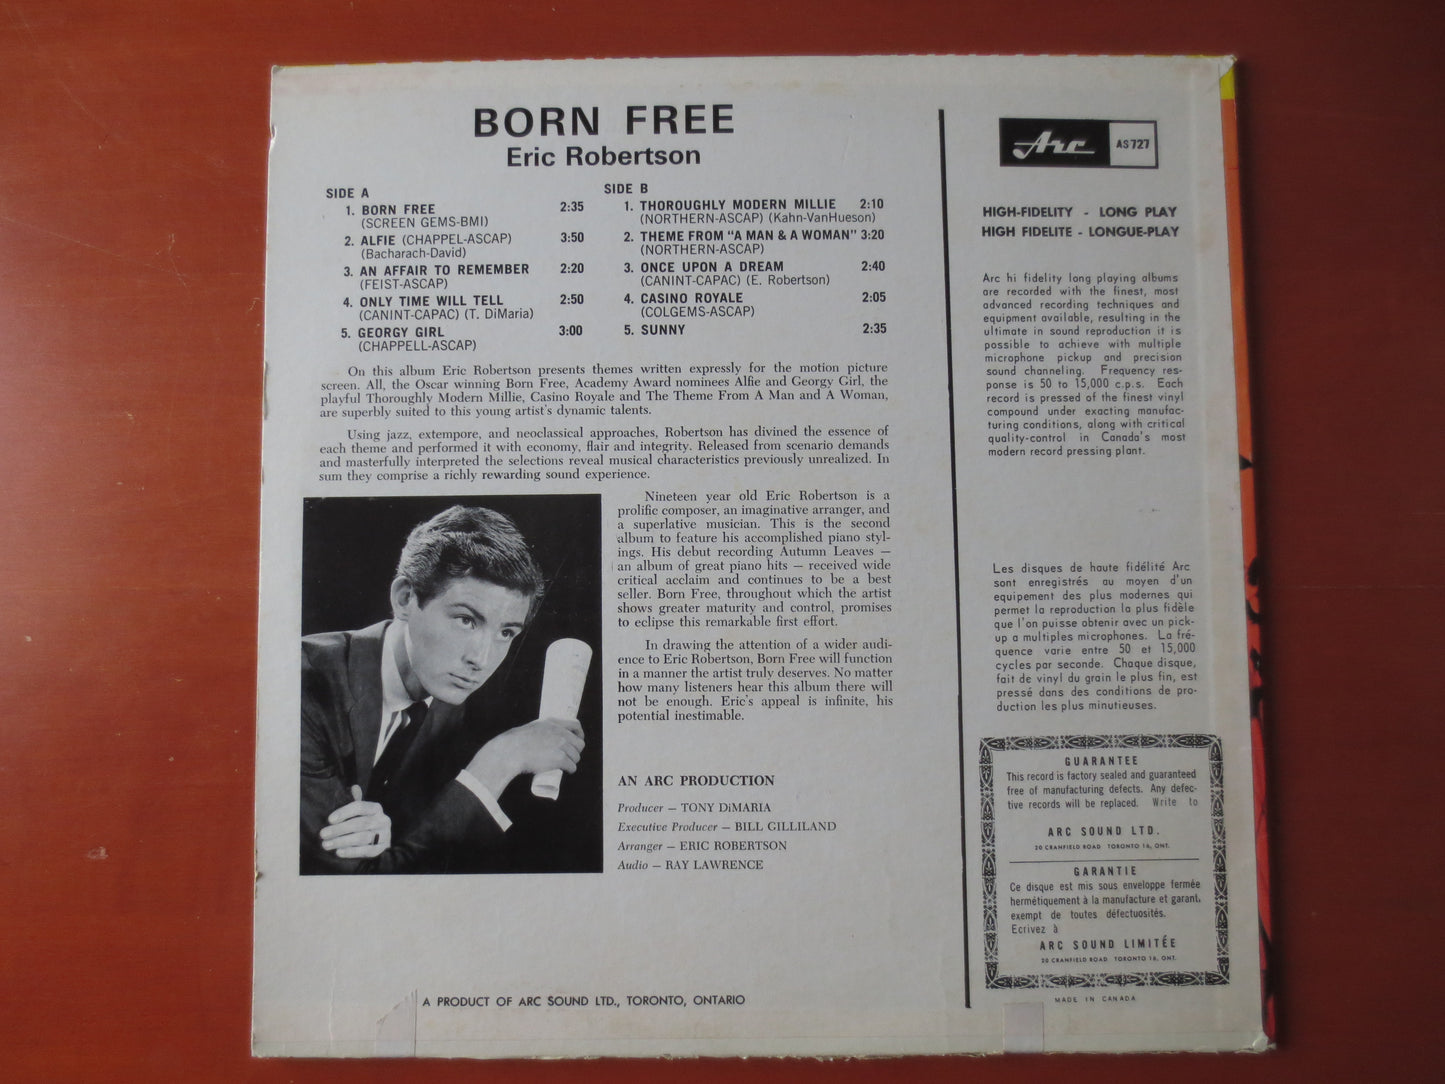 BORN FREE
Eric Robertson
SIDE A
1. BORN FREE 2:35
(SCREEN GEMS-BMI)
2. ALFIE (CHAPPEL-ASCAP) 3:50
(Bacharach-David)
3. AN AFFAIR TO REMEMBER 2:20
(FEIST-ASCAP)
4. ONLY TIME WILL TELL 2:50
(CANINT-CAPAC) (T. DiMaria)
5. GEORGY GIRL 3:00
(CHAPPELL-ASCAP)
SIDE B
1. THOROUGHLY MODERN MILLIE 2:10
(NORTHERN-ASCAP) (Kahn-VanHueson)
2. THEME FROM "A MAN & A WOMAN" 3:20
(NORTHERN-ASCAP)
3. ONCE UPON A DREAM 2:40
(CANINT-CAPAC) (E. Robertson)
4. CASINO ROYALE 2:05
(COLGEMS-ASCAP)
5. SUNNY 2:35
On this album Eric Robertson presents themes written expressly for the motion picture
screen. All, the Oscar winning Born Free, Academy Award nominees Alfie and Georgy Girl, the
playful Thoroughly Modern Millie, Casino Royale and The Theme From A Man and A Woman,
are superbly suited to this young artist's dynamic talents.
Using jazz, extempore, and neoclassical approaches, Robertson has divined the essence of
each theme and performed it with economy, flair and integrity. Released from scenario demands
and masterfully interpreted the selections reveal musical characteristics previously unrealized. In
sum they comprise a richly rewarding sound experience.
Nineteen year old Eric Robertson is a
prolific composer, an imaginative arranger, and
a superlative musician. This is the second
album to feature his accomplished piano styl-
ings. His debut recording Autumn Leaves —
an album of great piano hits — received wide
critical acclaim and continues to be a best
seller. Born Free, throughout which the artist
shows greater maturity and control, promises
to eclipse this remarkable first effort.
In drawing the attention of a wider audi-
ence to Eric Robertson, Born Free will function
in a manner the artist truly deserves. No matter
how many listeners hear this album there will
not be enough. Eric's appeal is infinite, his
potential inestimable.
AN ARC PRODUCTION
Producer — TONY DiMARIA
Executive Producer — BILL GILLILAND
Arranger — ERIC ROBERTSON
Audio — RAY LAWRENCE
A PRODUCT OF ARC SOUND LTD., TORONTO, ONTARIO
Arc AS727
HIGH-FIDELITY - LONG PLAY
HIGH FIDELITE - LONGUE-PLAY
Arc hi fidelity long playing albums
are recorded with the finest, most
advanced recording techniques and
equipment available, resulting in the
ultimate in sound reproduction it is
possible to achieve with multiple
microphone pickup and precision
sound channeling. Frequency res-
ponse is 50 to 15,000 c.p.s. Each
record is pressed of the finest vinyl
compound under exacting manufac-
turing conditions, along with critical
quality-control in Canada's most
modern record pressing plant.
Les disques de haute fidélité Arc
sont enregistrés au moyen d'un
equipement des plus modernes qui
permet la reproduction la plus fidèle
que l'on puisse obtenir avec un pick-
up a multiples microphones. La fré-
quence varie entre 50 et 15,000
cycles par seconde. Chaque disque,
fait de vinyl du grain le plus fin, est
pressé dans des conditions de pro-
duction les plus minutieuses.
GUARANTEE
This record is factory sealed and guaranteed
free of manufacturing defects. Any defec-
tive records will be replaced. Write to
ARC SOUND LTD.
20 CRANFIELD ROAD TORONTO 16, ONT.
GARANTIE
Ce disque est mis sous enveloppe fermée
hermétiquement à la manufacture et garant.
exempt de toutes défectuosités.
Ecrivez à
ARC SOUND LIMITÉE
20 CRANFIELD ROAD TORONTO 16, ONT.
MADE IN CANADA